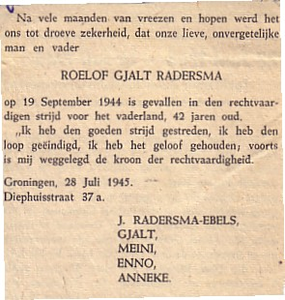 Na vele maanden van vreezen en hopen werd het
ons tot droeve zekerheid, dat onze lieve, onvergetelijke
man en vader
ROELOF GJALT RADERSMA
op 19 September 1944 is gevallen in den rechtvaar-
digen strijd voor het vaderland, 42 jaren oud.
„Ik heb den goeden strijd gestreden, ik heb den
loop geëindigd, ik heb het geloof gehouden; voorts
is mij weggelegd de kroon der rechtvaardigheid.
Groningen, 28 Juli 1945.
Diephuisstraat 37 a.
J. RADERSMA-EBELS,
GJALT,
MEINI,
ENNO,
ANNEKE.